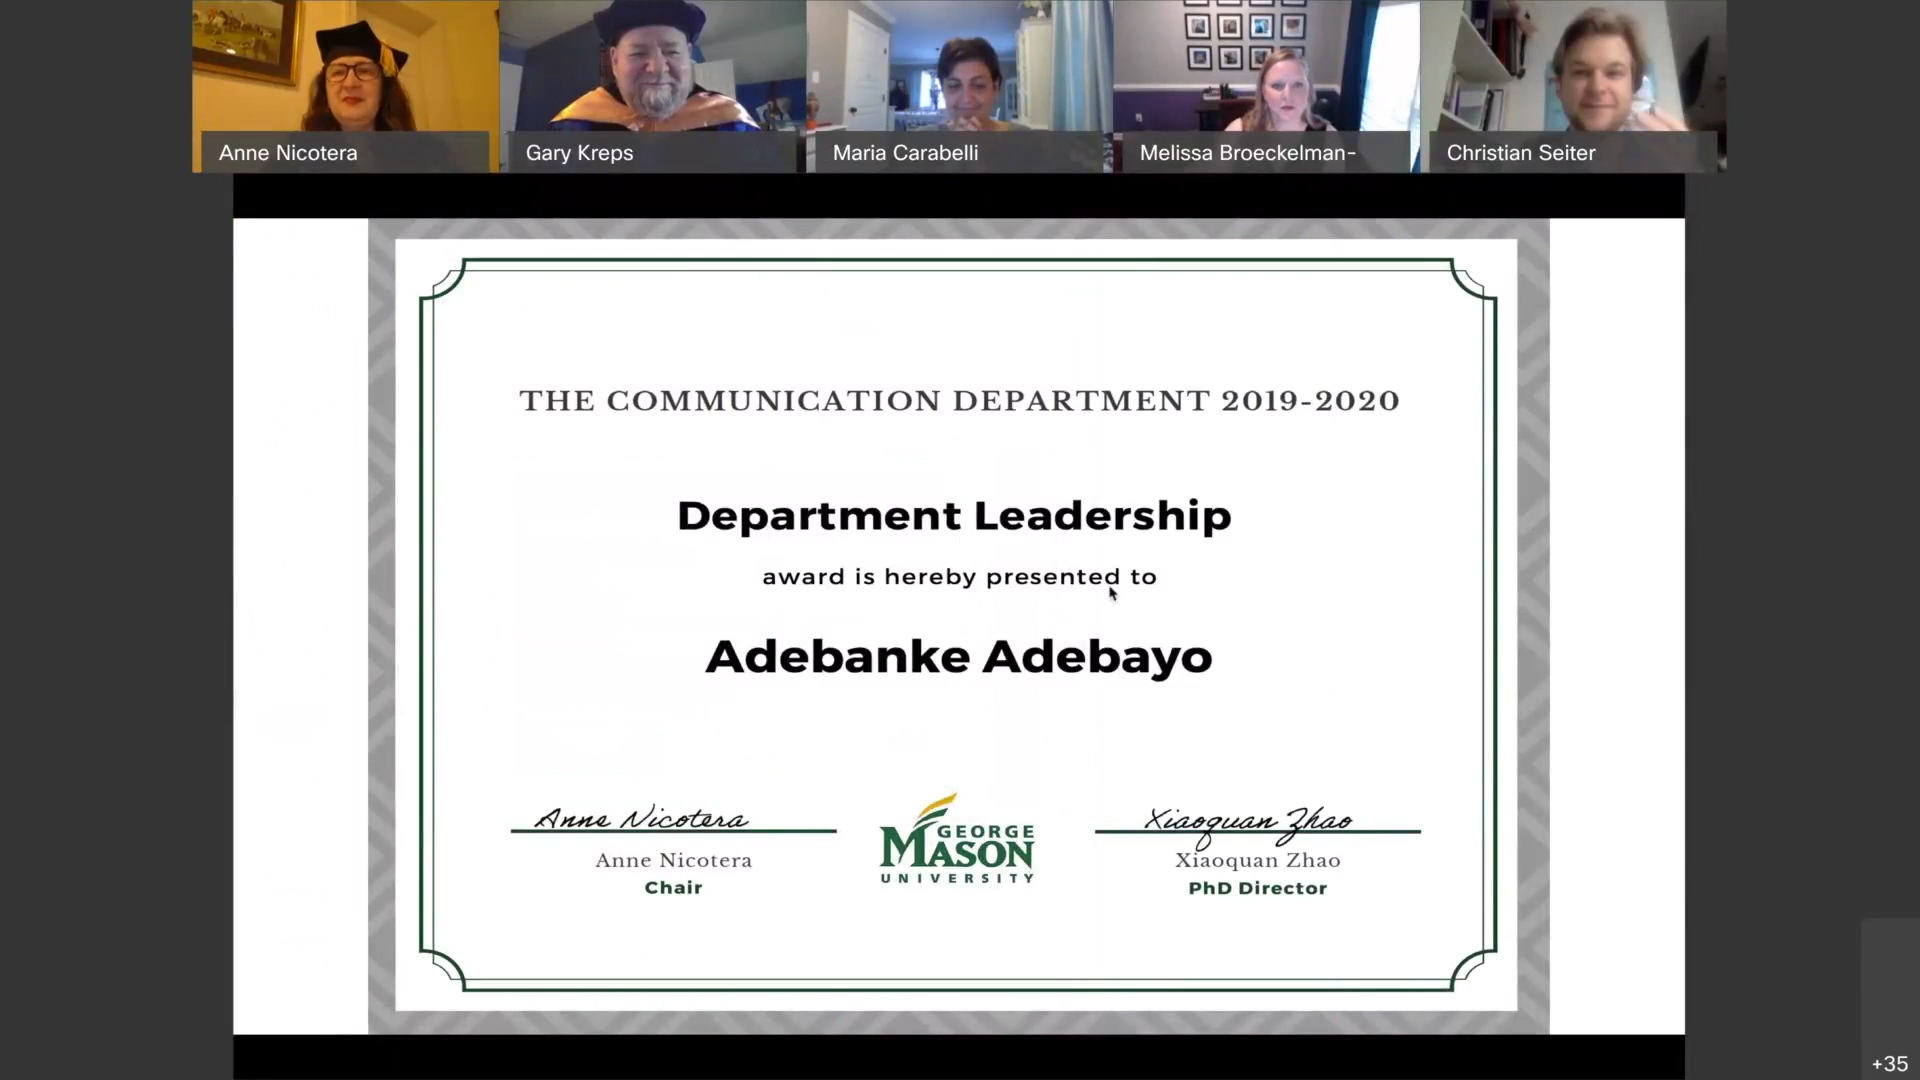 Anne Nicotera
Gary Kreps
Maria Carabelli
Melissa Broeckelman-
Christian Seiter
THE COMMUNICATION DEPARTMENT 2019-2020
Department Leadership
award is hereby presented to
Adebanke Adebayo
Anne Nicotera
Anne Nicotera
Chair
GEORGE
MASON
UNIVERSITY
Xiaoquan Zhao
Xiaoquan Zhao
PhD Director
+35